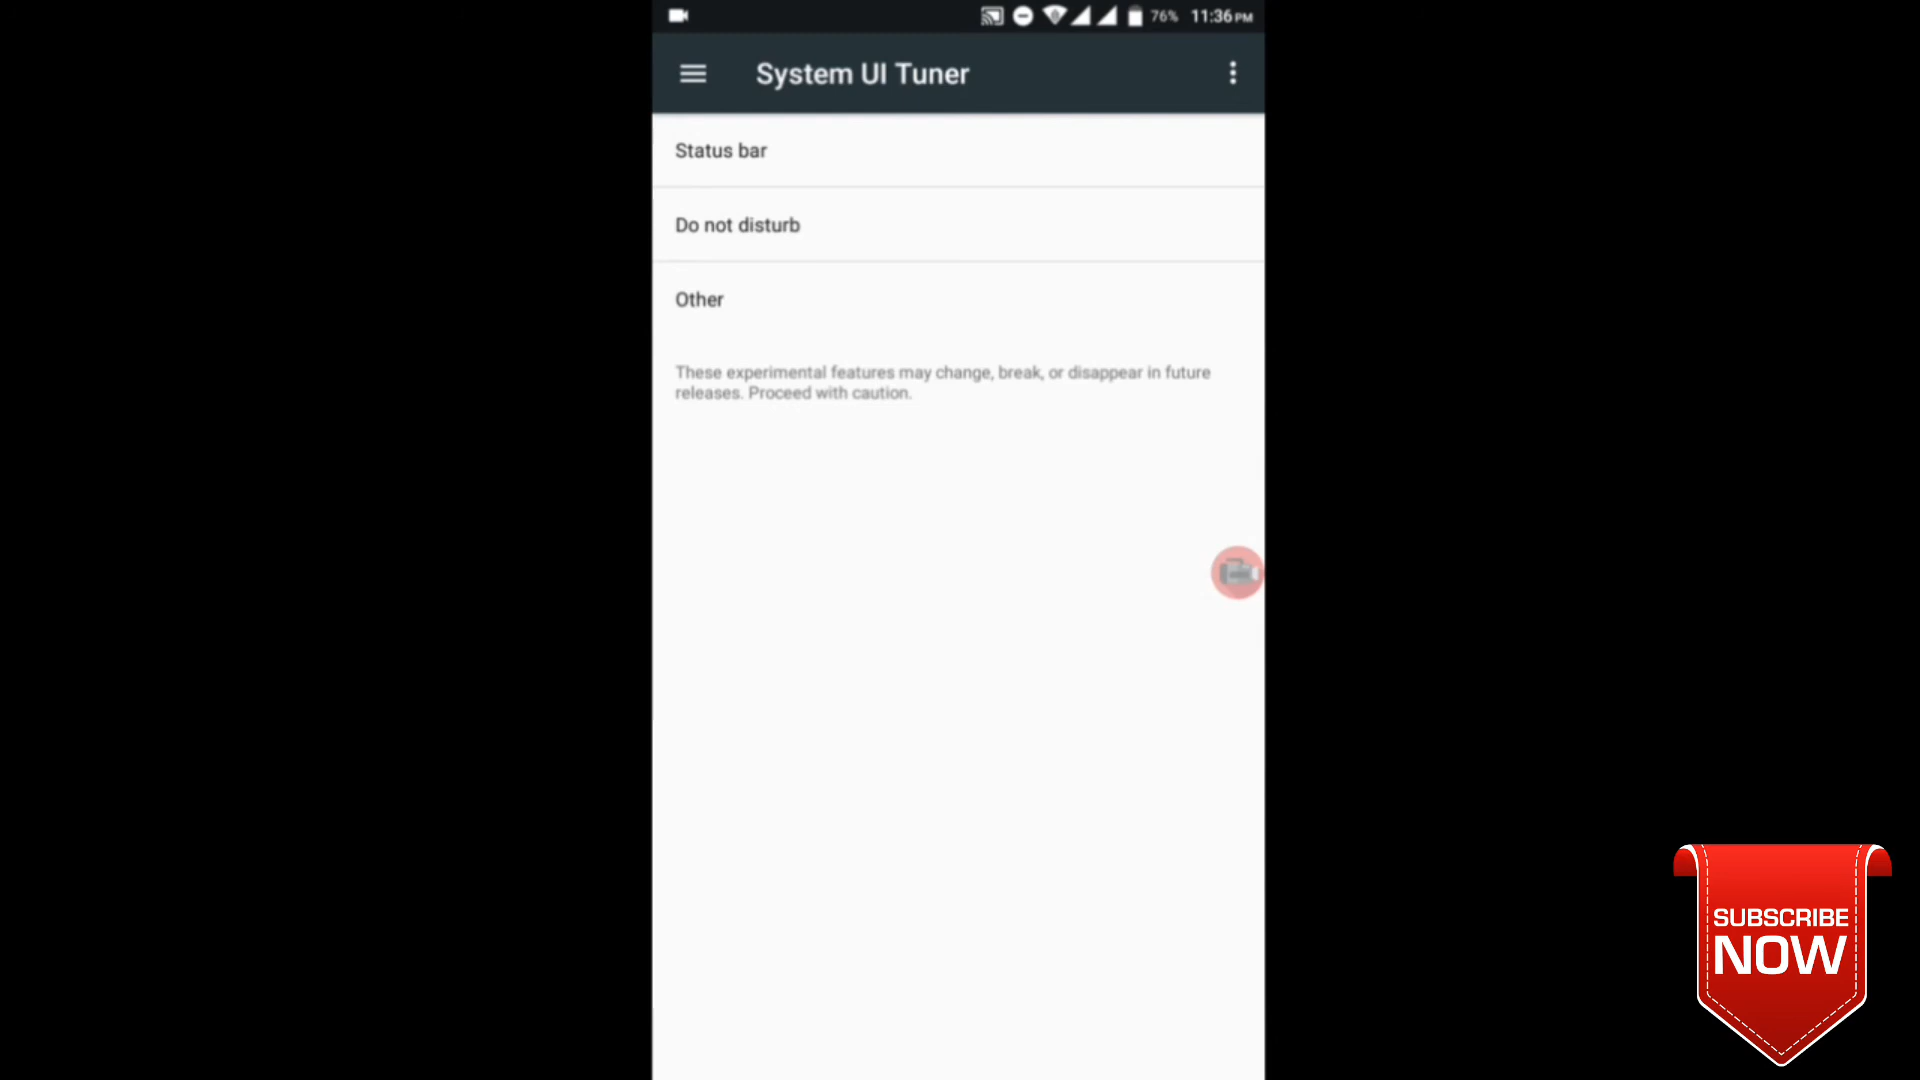 76% 11:36 PM
System UI Tuner
Status bar
Do not disturb
Other
These experimental features may change, break, or disappear in future
releases. Proceed with caution.
SUBSCRIBE
NOW